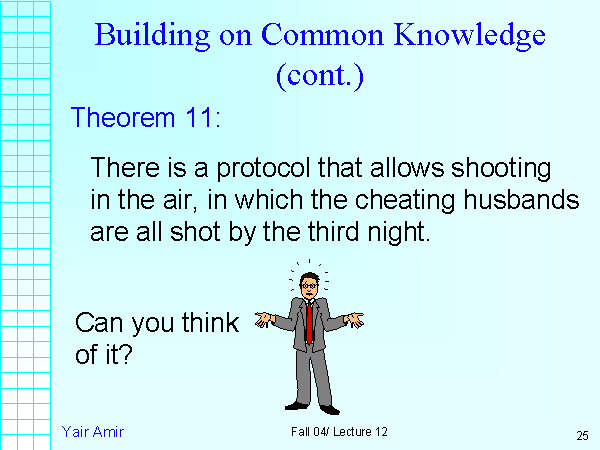 Building on Common Knowledge
(cont.)
Theorem 11:
There is a protocol that allows shooting
in the air, in which the cheating husbands
are all shot by the third night.
Can you think
of it?
Yair Amir
Fall 04/ Lecture 12
25